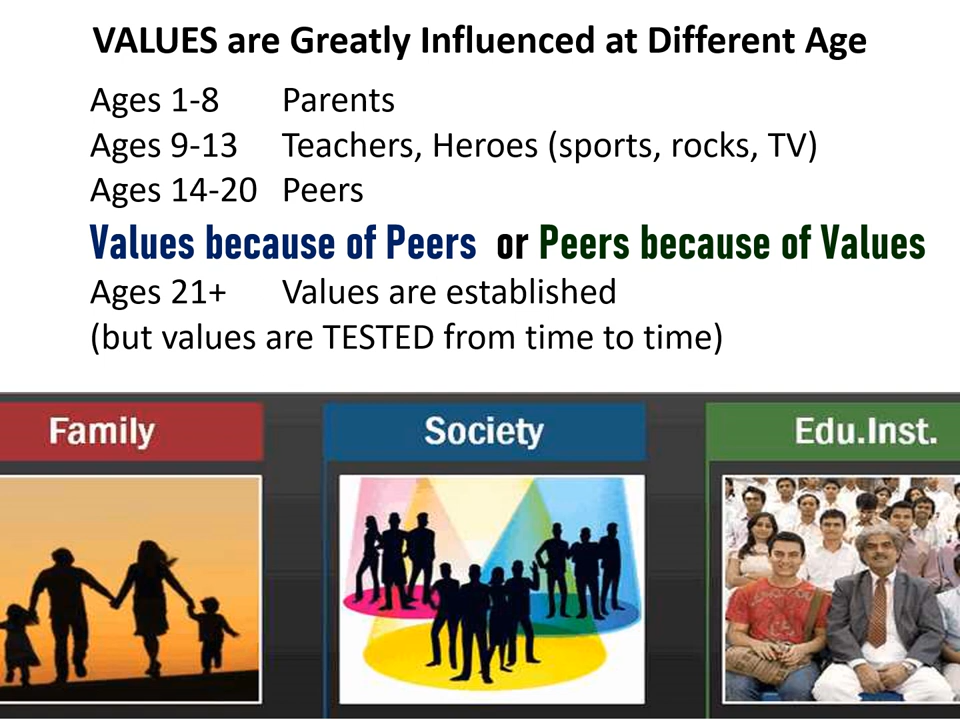 VALUES are Greatly Influenced at Different Age
Ages 1-8 Parents
Ages 9-13 Teachers, Heroes (sports, rocks, TV)
Ages 14-20 Peers
Values because of Peers or Peers because of Values
Ages 21+ Values are established
(but values are TESTED from time to time)
Family
Society
Edu.Inst.